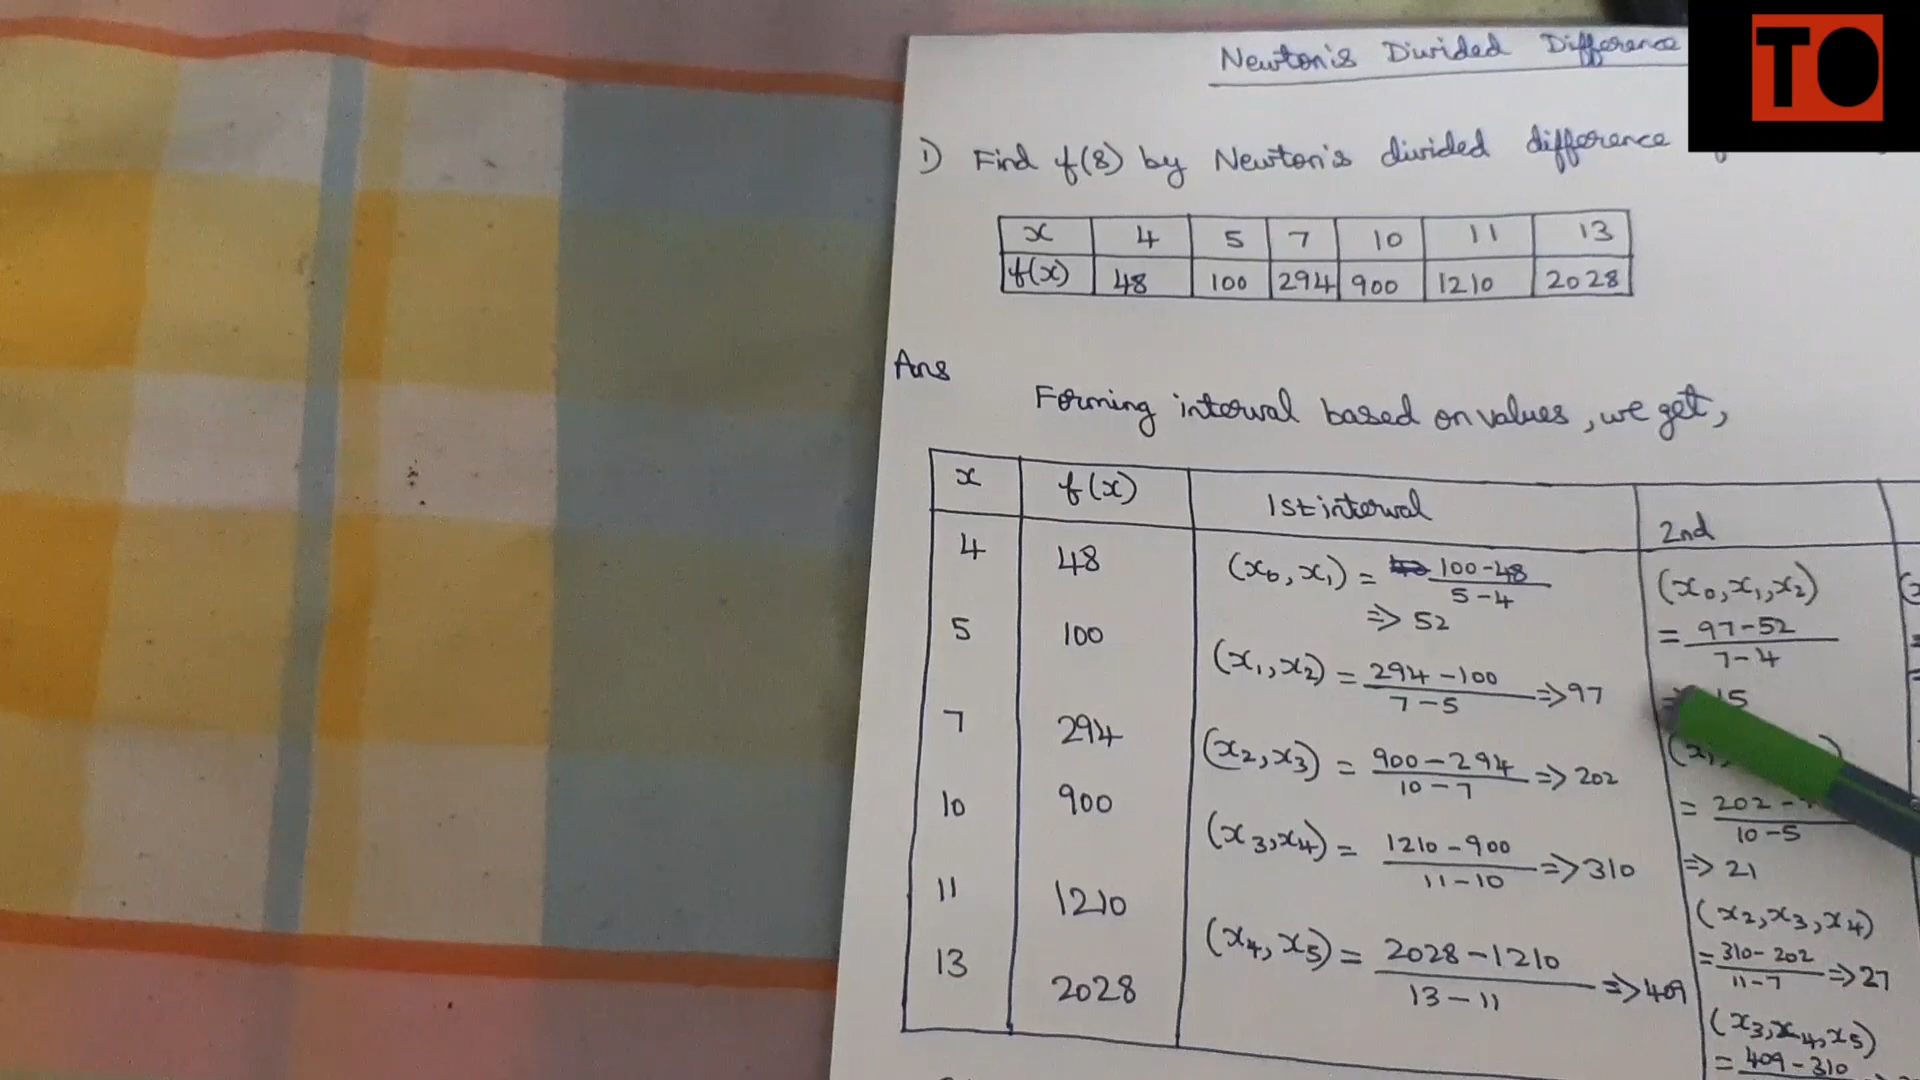 TO
Newton's Divided Difference
1) Find f(8) by Newton's divided difference
x 4 5 7 10 11 13
f(x) 48 100 294 900 1210 2028
Ans
Forming interval based on values, we get,
x f(x) 1st interval 2nd
4 48 (x₀,x₁) = 100-48 / 5-4
⇒ 52
5 100 (x₁,x₂) = 294-100 / 7-5 ⇒ 97
7 294 (x₂,x₃) = 900-294 / 10-7 ⇒ 202
10 900 (x₃,x₄) = 1210-900 / 11-10 ⇒ 310
11 1210 (x₄,x₅) = 2028-1210 / 13-11 ⇒ 409
13 2028
(x₀,x₁,x₂)
= 97-52 / 7-4
15
= 202- / 10-5
⇒ 21
(x₂,x₃,x₄)
= 310-202 / 11-7 ⇒ 27
(x₃,x₄,x₅)
= 409-310